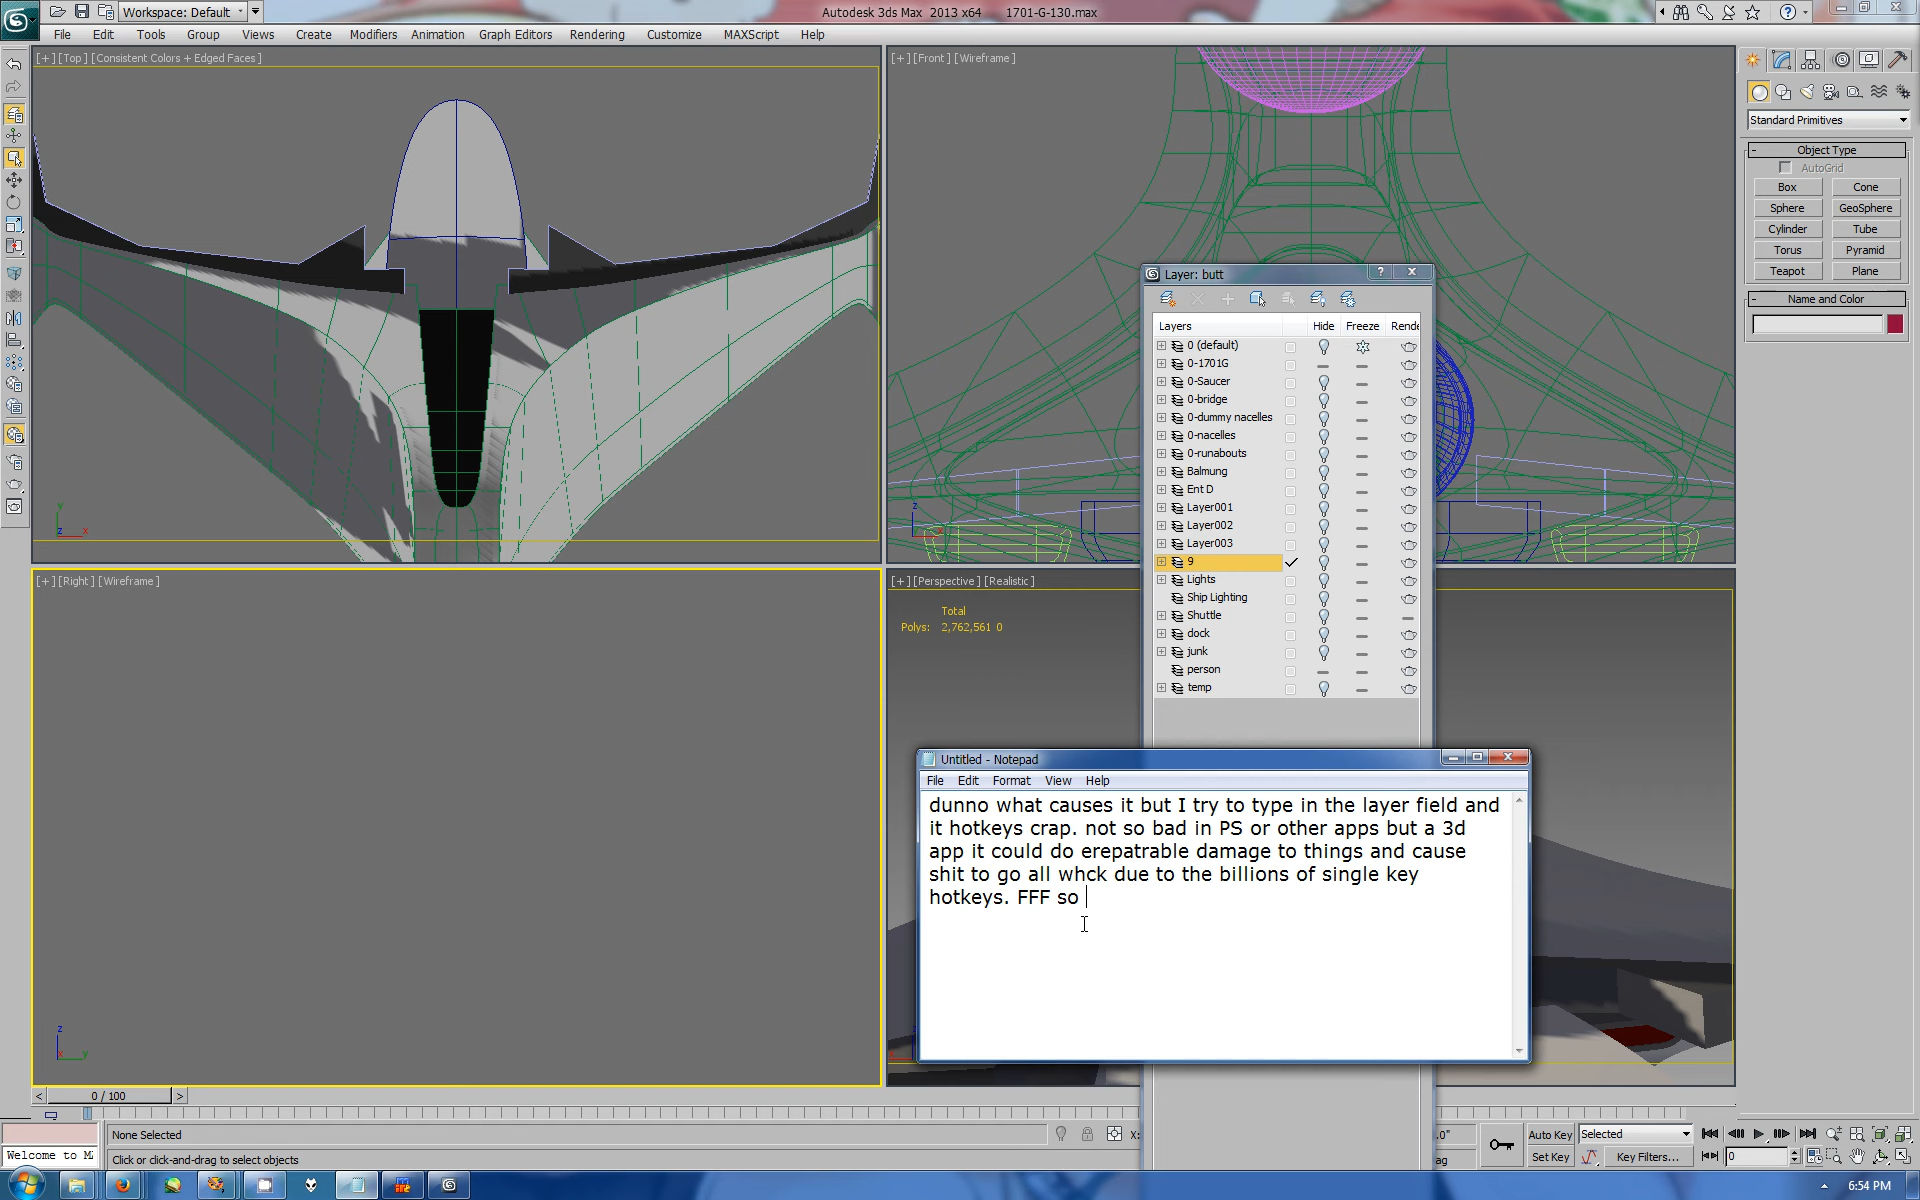 Workspace: Default
Autodesk 3ds Max 2013 x64 1701-G-130.max
File Edit Tools Group Views Create Modifiers Animation Graph Editors Rendering Customize MAXScript Help
[+] [Top] [Consistent Colors + Edged Faces]
[+] [Front] [Wireframe]
Standard Primitives
- Object Type
AutoGrid
Box Cone
Sphere GeoSphere
Cylinder Tube
Torus Pyramid
Teapot Plane
- Name and Color
Layer: butt
Layers Hide Freeze Rende
0 (default)
0-1701G
0-Saucer
0-bridge
0-dummy nacelles
0-nacelles
0-runabouts
Balmung
Ent D
Layer001
Layer002
Layer003
9
Lights
Ship Lighting
Shuttle
dock
junk
person
temp
y
z x
z
[+] [Right] [Wireframe]
[+] [Perspective] [Realistic]
Total
Polys: 2,762,561 0
Untitled - Notepad
File Edit Format View Help
dunno what causes it but I try to type in the layer field and
it hotkeys crap. not so bad in PS or other apps but a 3d
app it could do erepatrable damage to things and cause
shit to go all whck due to the billions of single key
hotkeys. FFF so
z
x y
< 0 / 100 >
None Selected
X:
.0"
Auto Key Selected
Welcome to MA
Click or click-and-drag to select objects
ag
Set Key Key Filters... 0
6:54 PM